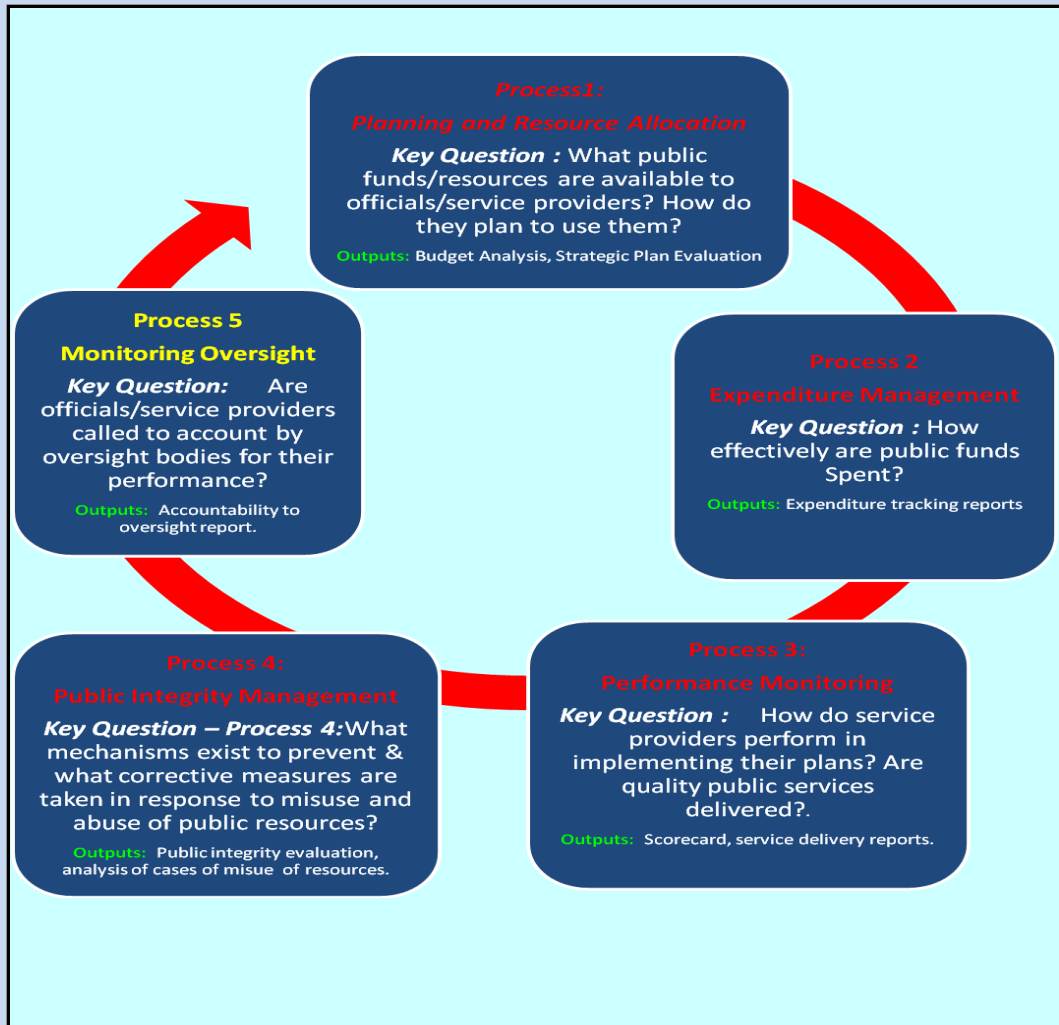 Process1:
Planning and Resource Allocation
Key Question : What public
funds/resources are available to
officials/service providers? How do
they plan to use them?
Outputs: Budget Analysis, Strategic Plan Evaluation
Process 2
Expenditure Management
Key Question : How
effectively are public funds
Spent?
Outputs: Expenditure tracking reports
Process 3:
Performance Monitoring
Key Question : How do service
providers perform in
implementing their plans? Are
quality public services
delivered?.
Outputs: Scorecard, service delivery reports.
Process 4:
Public Integrity Management
Key Question – Process 4:What
mechanisms exist to prevent &
what corrective measures are
taken in response to misuse and
abuse of public resources?
Outputs: Public integrity evaluation,
analysis of cases of misue of resources.
Process 5
Monitoring Oversight
Key Question: Are
officials/service providers
called to account by
oversight bodies for their
performance?
Outputs: Accountability to
oversight report.